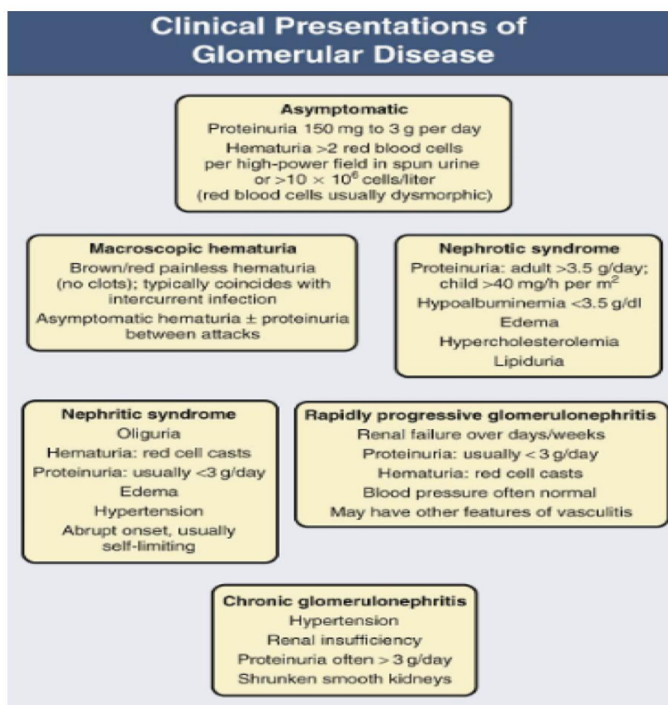 Clinical Presentations of
Glomerular Disease
Asymptomatic
Proteinuria 150 mg to 3 g per day
Hematuria >2 red blood cells
per high-power field in spun urine
or >10 × 10⁶ cells/liter
(red blood cells usually dysmorphic)
Macroscopic hematuria
Brown/red painless hematuria
(no clots); typically coincides with
intercurrent infection
Asymptomatic hematuria ± proteinuria
between attacks
Nephrotic syndrome
Proteinuria: adult >3.5 g/day;
child >40 mg/h per m²
Hypoalbuminemia <3.5 g/dl
Edema
Hypercholesterolemia
Lipiduria
Nephritic syndrome
Oliguria
Hematuria: red cell casts
Proteinuria: usually <3 g/day
Edema
Hypertension
Abrupt onset, usually
self-limiting
Rapidly progressive glomerulonephritis
Renal failure over days/weeks
Proteinuria: usually < 3 g/day
Hematuria: red cell casts
Blood pressure often normal
May have other features of vasculitis
Chronic glomerulonephritis
Hypertension
Renal insufficiency
Proteinuria often > 3 g/day
Shrunken smooth kidneys